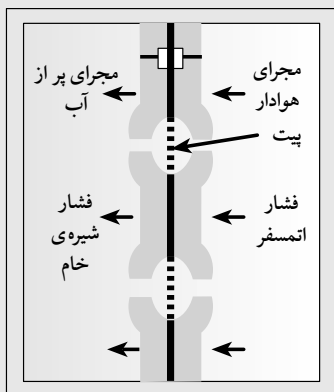 مجرای
هوادار
پیت
فشار
اتمسفر
مجرای پر از
آب
فشار
شیره‌ی
خام